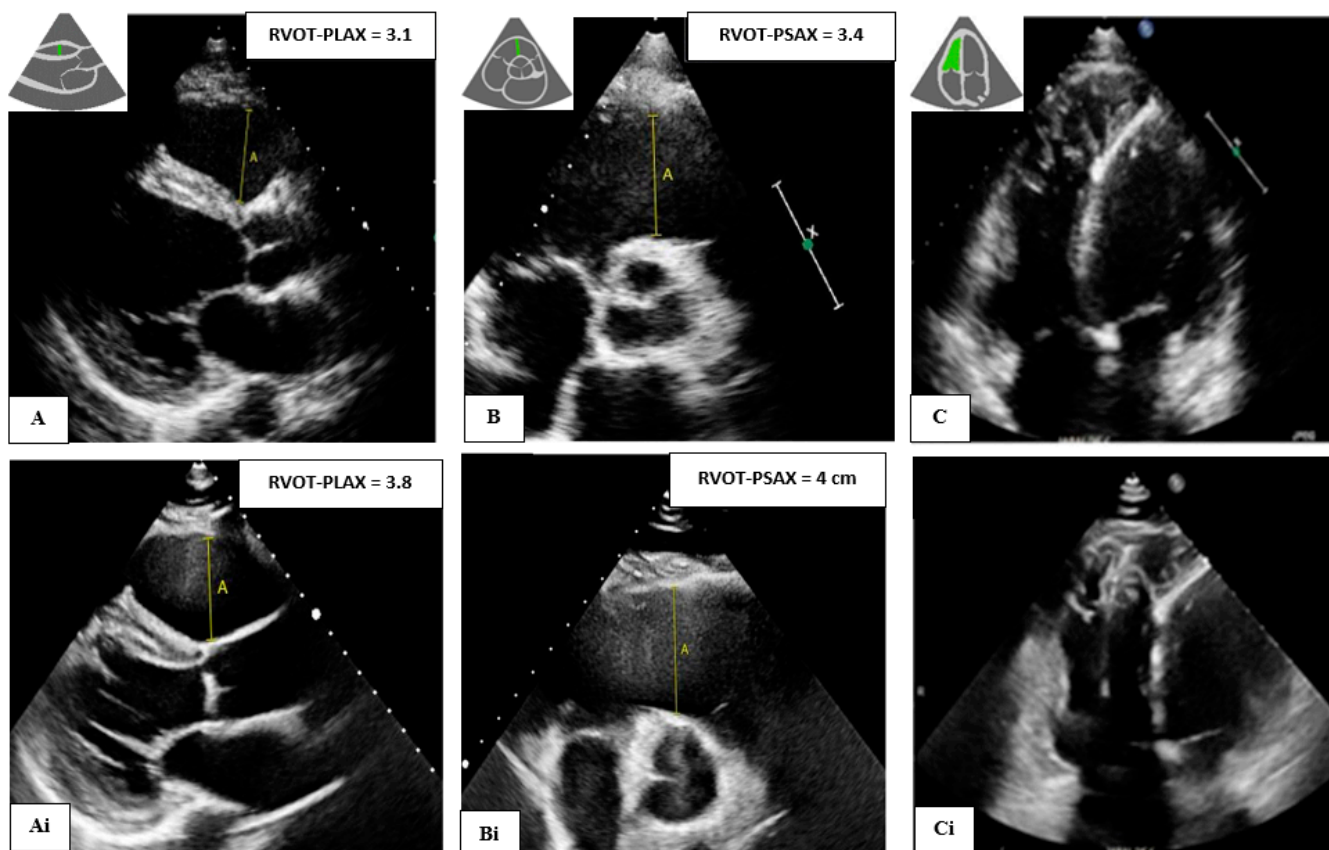 RVOT-PLAX = 3.1
A
A
RVOT-PSAX = 3.4
A
X
B
C
RVOT-PLAX = 3.8
A
Ai
RVOT-PSAX = 4 cm
A
Bi
Ci